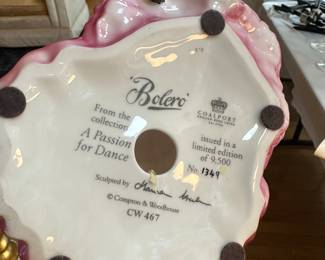 'Bolero'
From the
collection
A Passion
for Dance
COALPORT
issued in a
limited edition
of 9,500
No. 1349
Sculpted by
© Compton & Woodhouse
CW 467